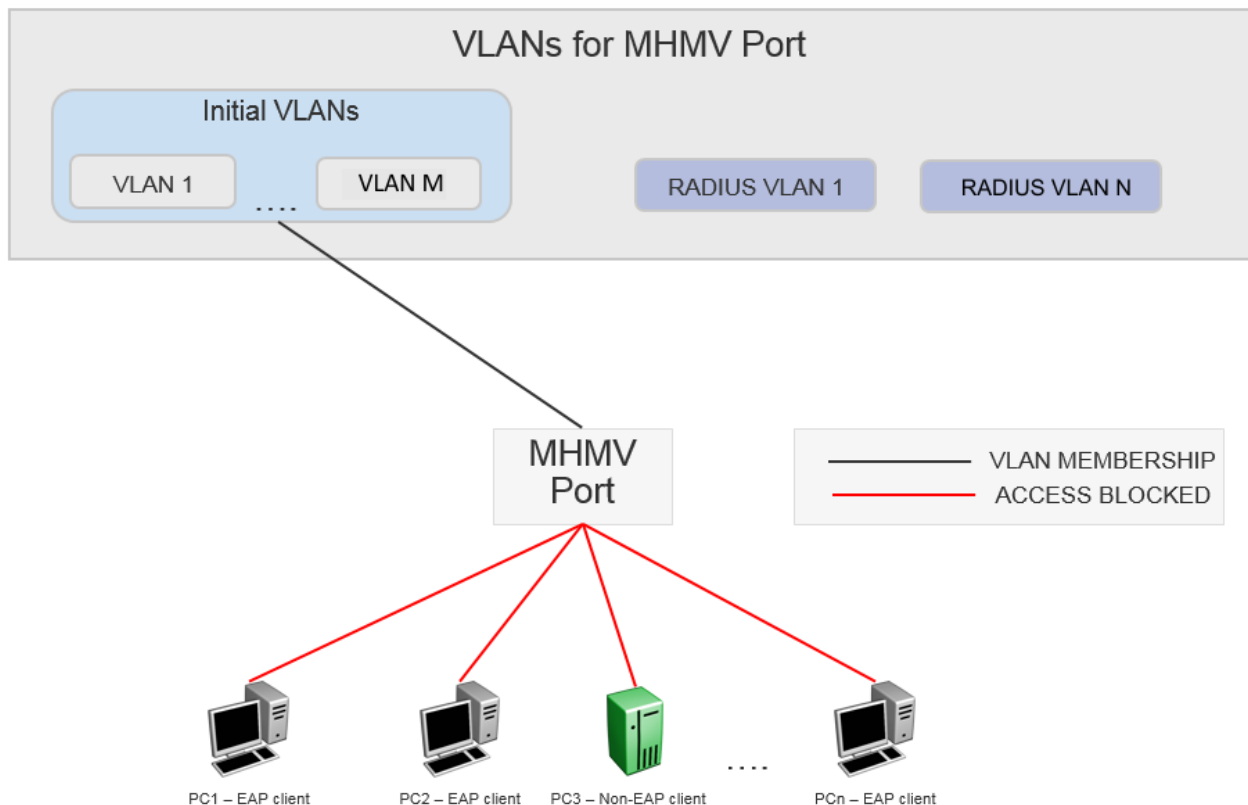 VLANs for MHMV Port
Initial VLANs
VLAN 1
....
VLAN M
RADIUS VLAN 1
RADIUS VLAN N
MHMV
Port
VLAN MEMBERSHIP
ACCESS BLOCKED
....
PC1 – EAP client
PC2 – EAP client
PC3 – Non-EAP client
PCn – EAP client